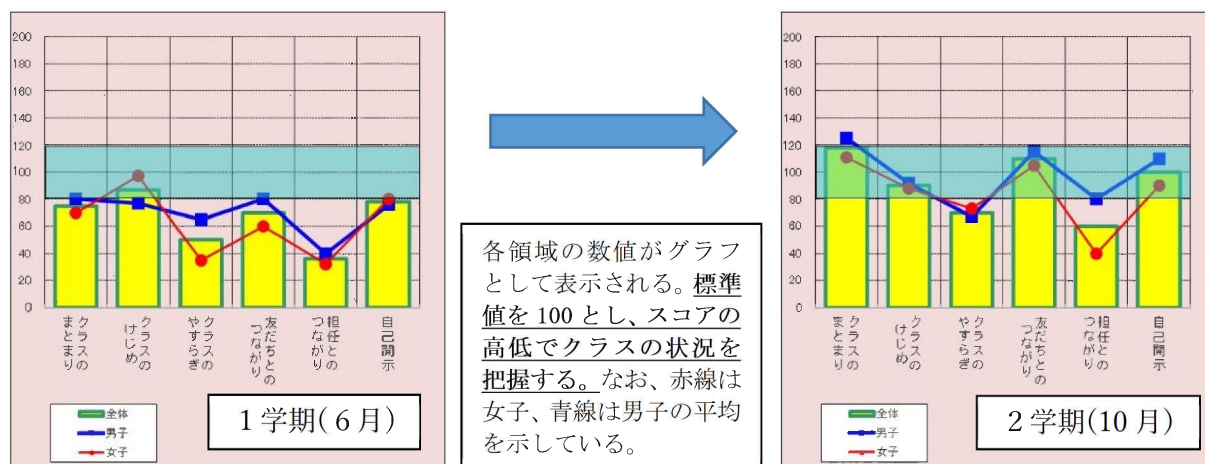 200
180
160
140
120
100
80
60
40
20
0
クラスの
まとまり
クラスの
けじめ
クラスの
やすらぎ
友だちとの
つながり
担任との
つながり
自己開示
全体
男子
女子
1学期(6月)
各領域の数値がグラフ
として表示される。標準
値を 100 とし、スコアの
高低でクラスの状況を
把握する。なお、赤線は
女子、青線は男子の平均
を示している。
200
180
160
140
120
100
80
60
40
20
0
クラスの
まとまり
クラスの
けじめ
クラスの
やすらぎ
友だちとの
つながり
担任との
つながり
自己開示
全体
男子
女子
2学期(10月)